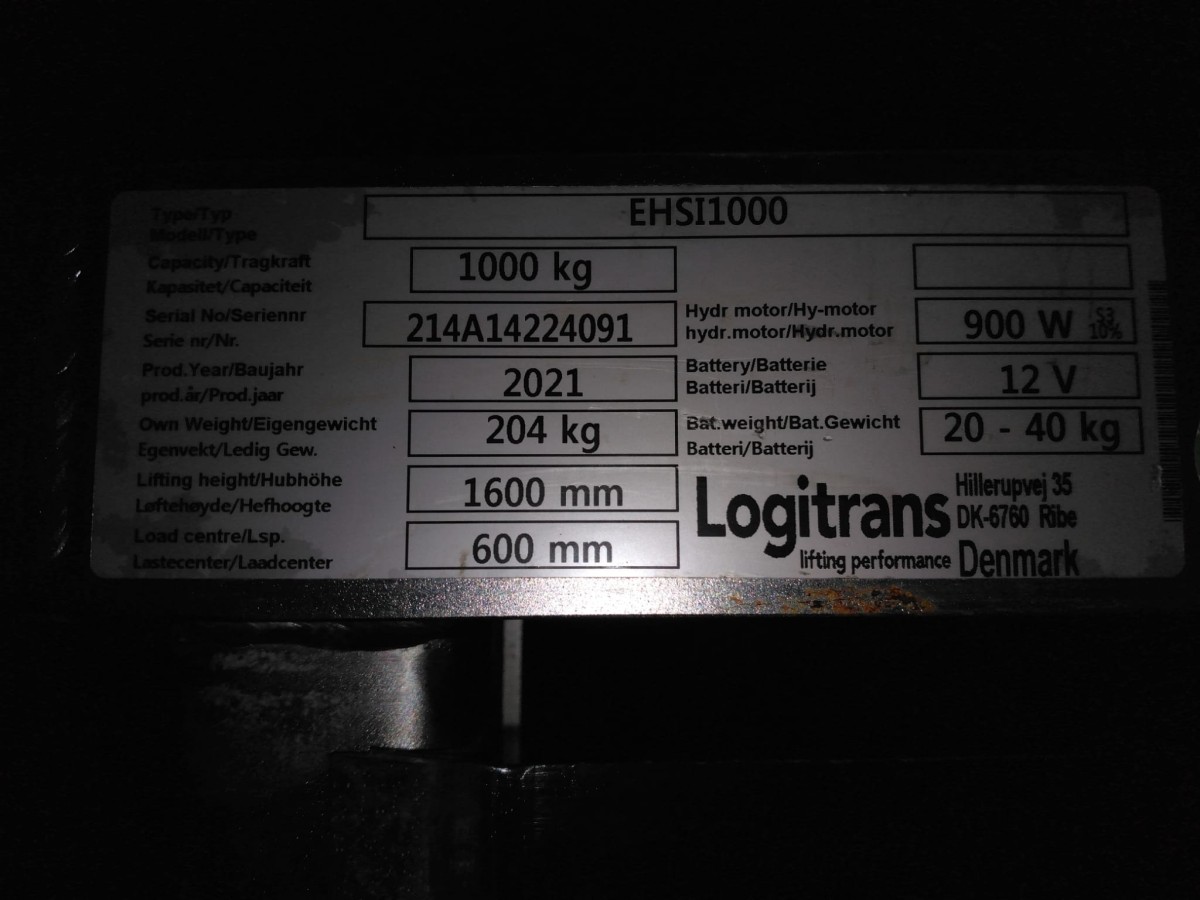 Type/Typ
Modell/Type
EHSI1000
Capacity/Tragkraft
Kapasitet/Capaciteit
1000 kg
Serial No/Seriennr
Serie nr/Nr.
214A14224091
Hydr motor/Hy-motor
hydr.motor/Hydr.motor
900 W S3 10%
Prod.Year/Baujahr
prod.år/Prod.jaar
2021
Battery/Batterie
Batteri/Batterij
12 V
Own Weight/Eigengewicht
Egenvekt/Ledig Gew.
204 kg
Bat.weight/Bat.Gewicht
Batteri/Batterij
20 - 40 kg
Lifting height/Hubhöhe
Løftehøyde/Hefhoogte
1600 mm
Load centre/Lsp.
Lastecenter/Laadcenter
600 mm
Logitrans
lifting performance
Hillerupvej 35
DK-6760 Ribe
Denmark